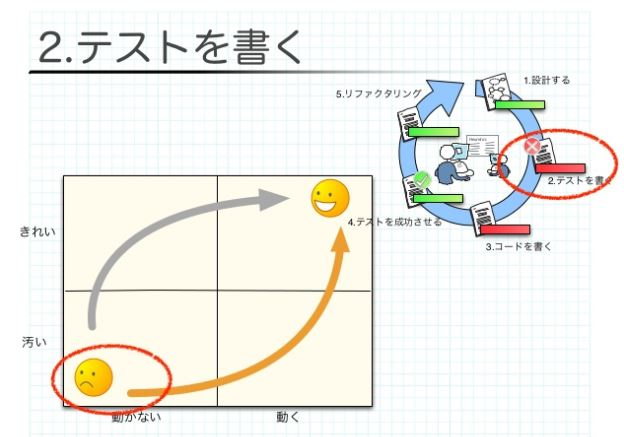 2.テストを書く
1.設計する
5.リファクタリング
2.テストを書く
4.テストを成功させる
3.コードを書く
きれい
汚い
動かない
動く